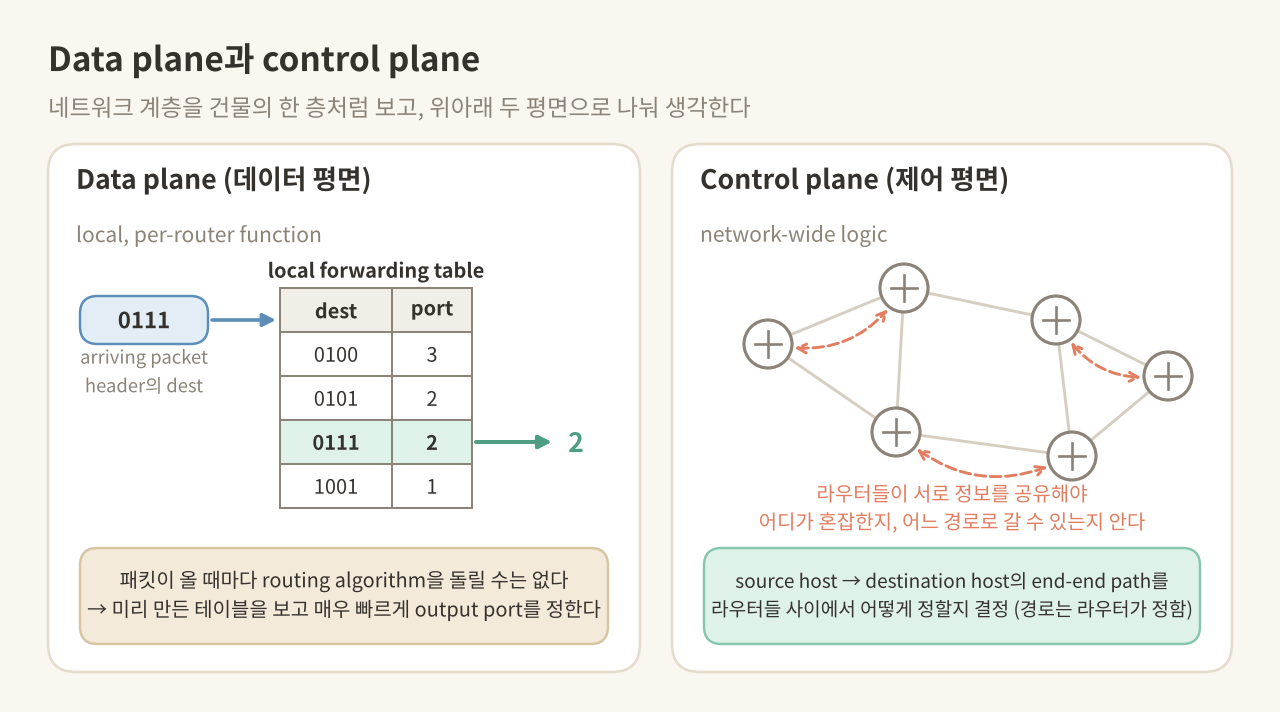 Data plane과 control plane
네트워크 계층을 건물의 한 층처럼 보고, 위아래 두 평면으로 나눠 생각한다
Data plane (데이터 평면)
local, per-router function
local forwarding table
0111
arriving packet
header의 dest
dest port
0100 3
0101 2
0111 2
1001 1
2
패킷이 올 때마다 routing algorithm을 돌릴 수는 없다
→ 미리 만든 테이블을 보고 매우 빠르게 output port를 정한다
Control plane (제어 평면)
network-wide logic
라우터들이 서로 정보를 공유해야
어디가 혼잡한지, 어느 경로로 갈 수 있는지 안다
source host → destination host의 end-end path를
라우터들 사이에서 어떻게 정할지 결정 (경로는 라우터가 정함)